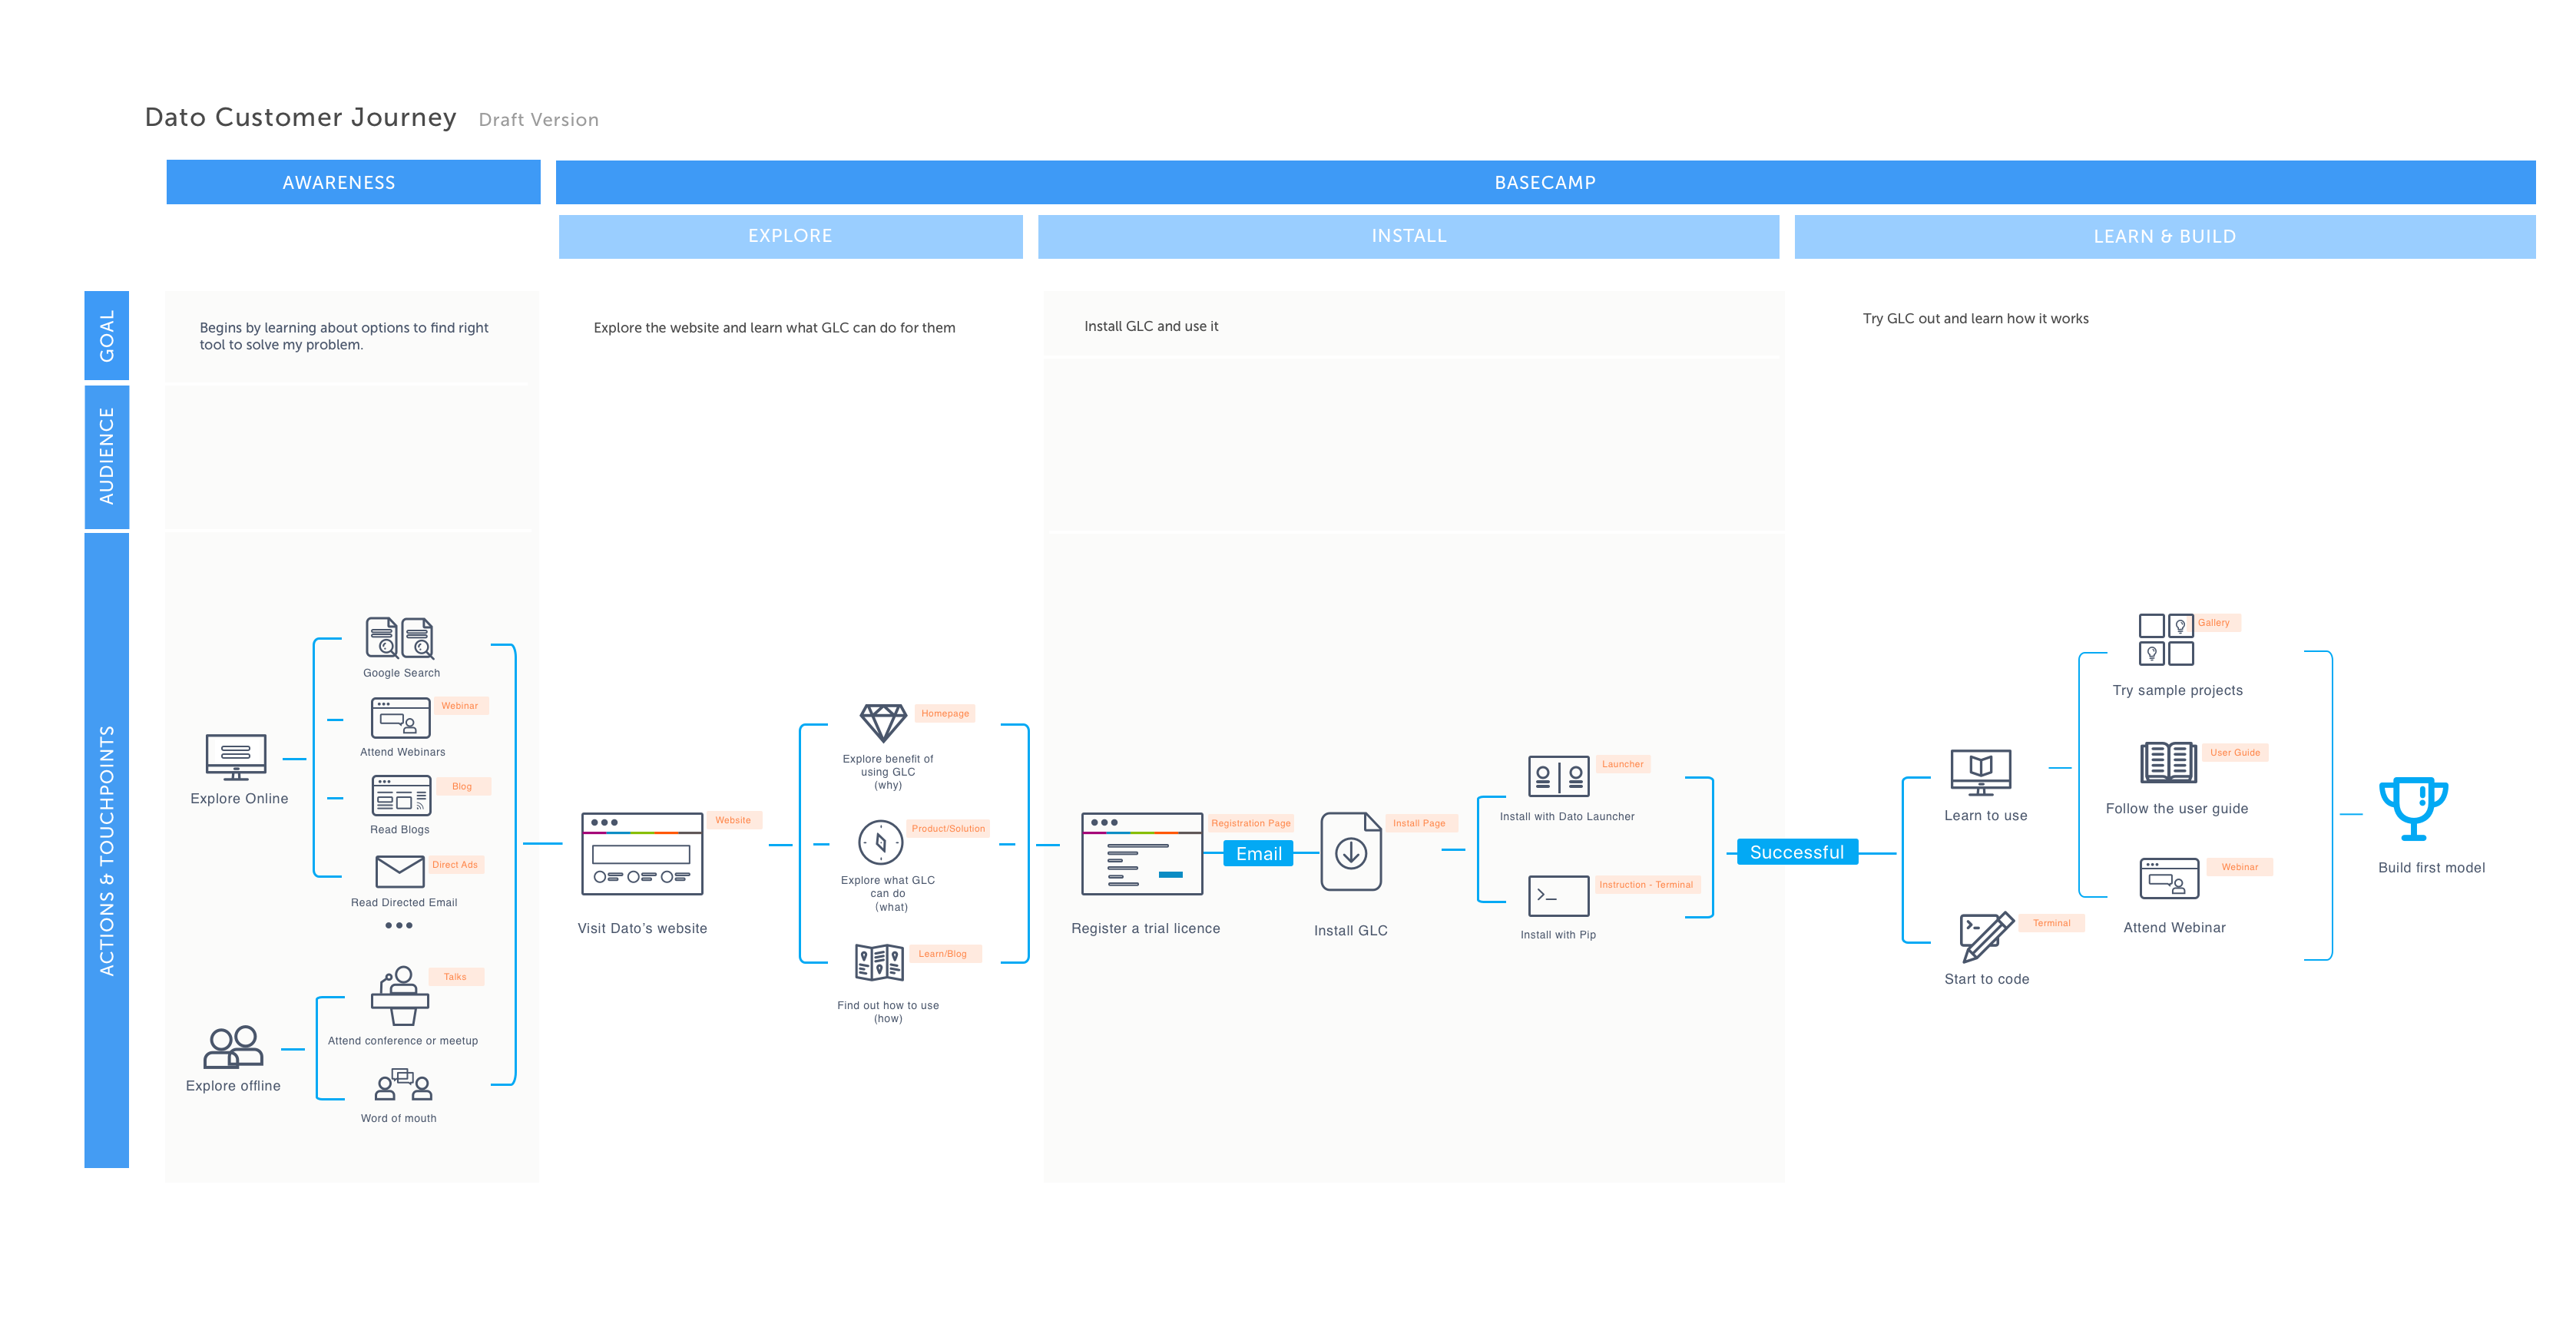 Dato Customer Journey Draft Version
AWARENESS
BASECAMP
EXPLORE
INSTALL
LEARN & BUILD
GOAL
Begins by learning about options to find right
tool to solve my problem.
Explore the website and learn what GLC can do for them
Install GLC and use it
Try GLC out and learn how it works
AUDIENCE
ACTIONS & TOUCHPOINTS
Explore Online
Google Search
Webinar
Attend Webinars
Blog
Read Blogs
Direct Ads
Read Directed Email
Explore offline
Talks
Attend conference or meetup
Word of mouth
Website
Visit Dato's website
Homepage
Explore benefit of
using GLC
(why)
Product/Solution
Explore what GLC
can do
(what)
Learn/Blog
Find out how to use
(how)
Registration Page
Register a trial licence
Email
Install Page
Install GLC
Launcher
Install with Dato Launcher
Instruction - Terminal
>_
Install with Pip
Successful
Learn to use
Terminal
Start to code
Gallery
Try sample projects
User Guide
Follow the user guide
Webinar
Attend Webinar
Build first model